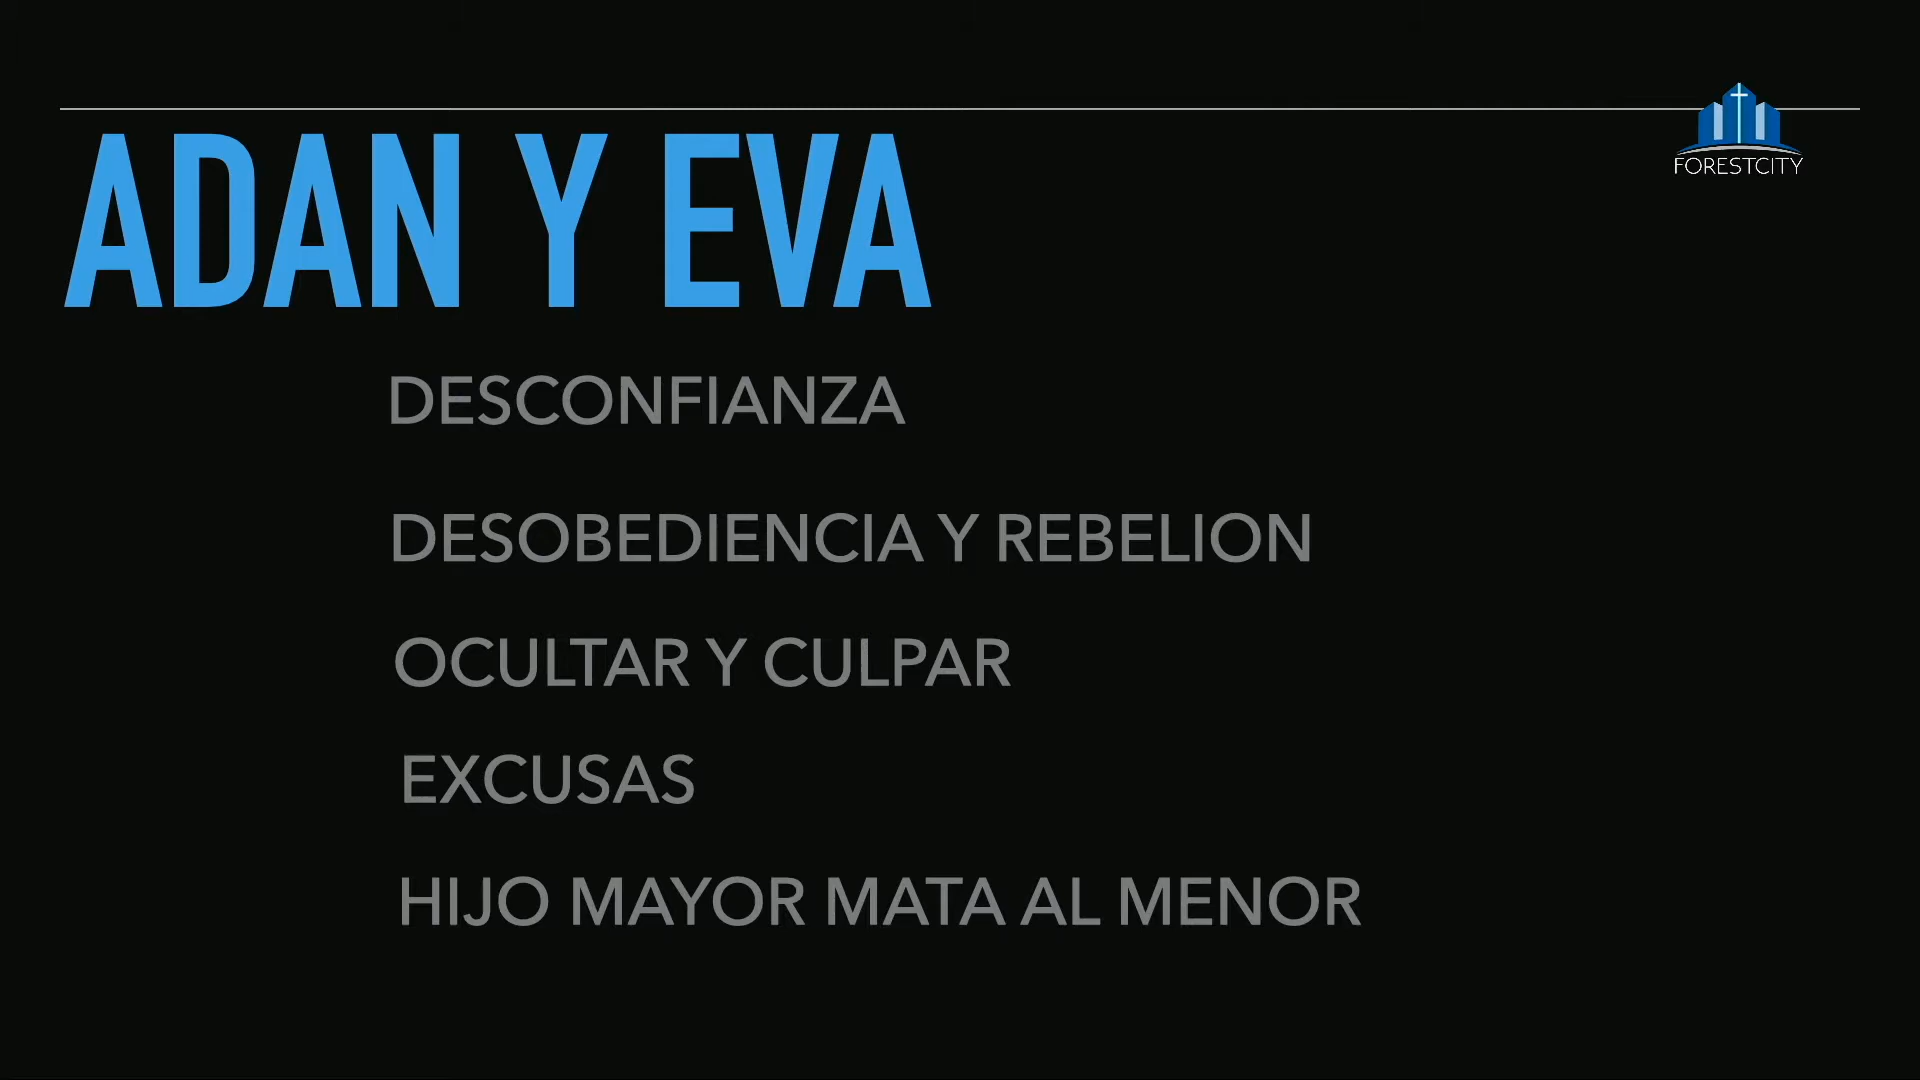 FORESTCITY
ADAN Y EVA
DESCONFIANZA
DESOBEDIENCIA Y REBELION
OCULTAR Y CULPAR
EXCUSAS
HIJO MAYOR MATA AL MENOR